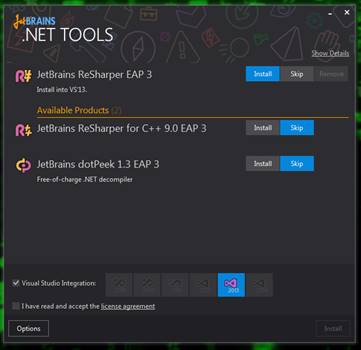 JETBRAINS
.NET TOOLS
Show Details
JetBrains ReSharper EAP 3 Install Skip Remove
Install into VS'13.
Available Products (2)
JetBrains ReSharper for C++ 9.0 EAP 3 Install Skip
JetBrains dotPeek 1.3 EAP 3 Install Skip
Free-of-charge .NET decompiler
Visual Studio Integration: 2013
I have read and accept the license agreement
Options Install